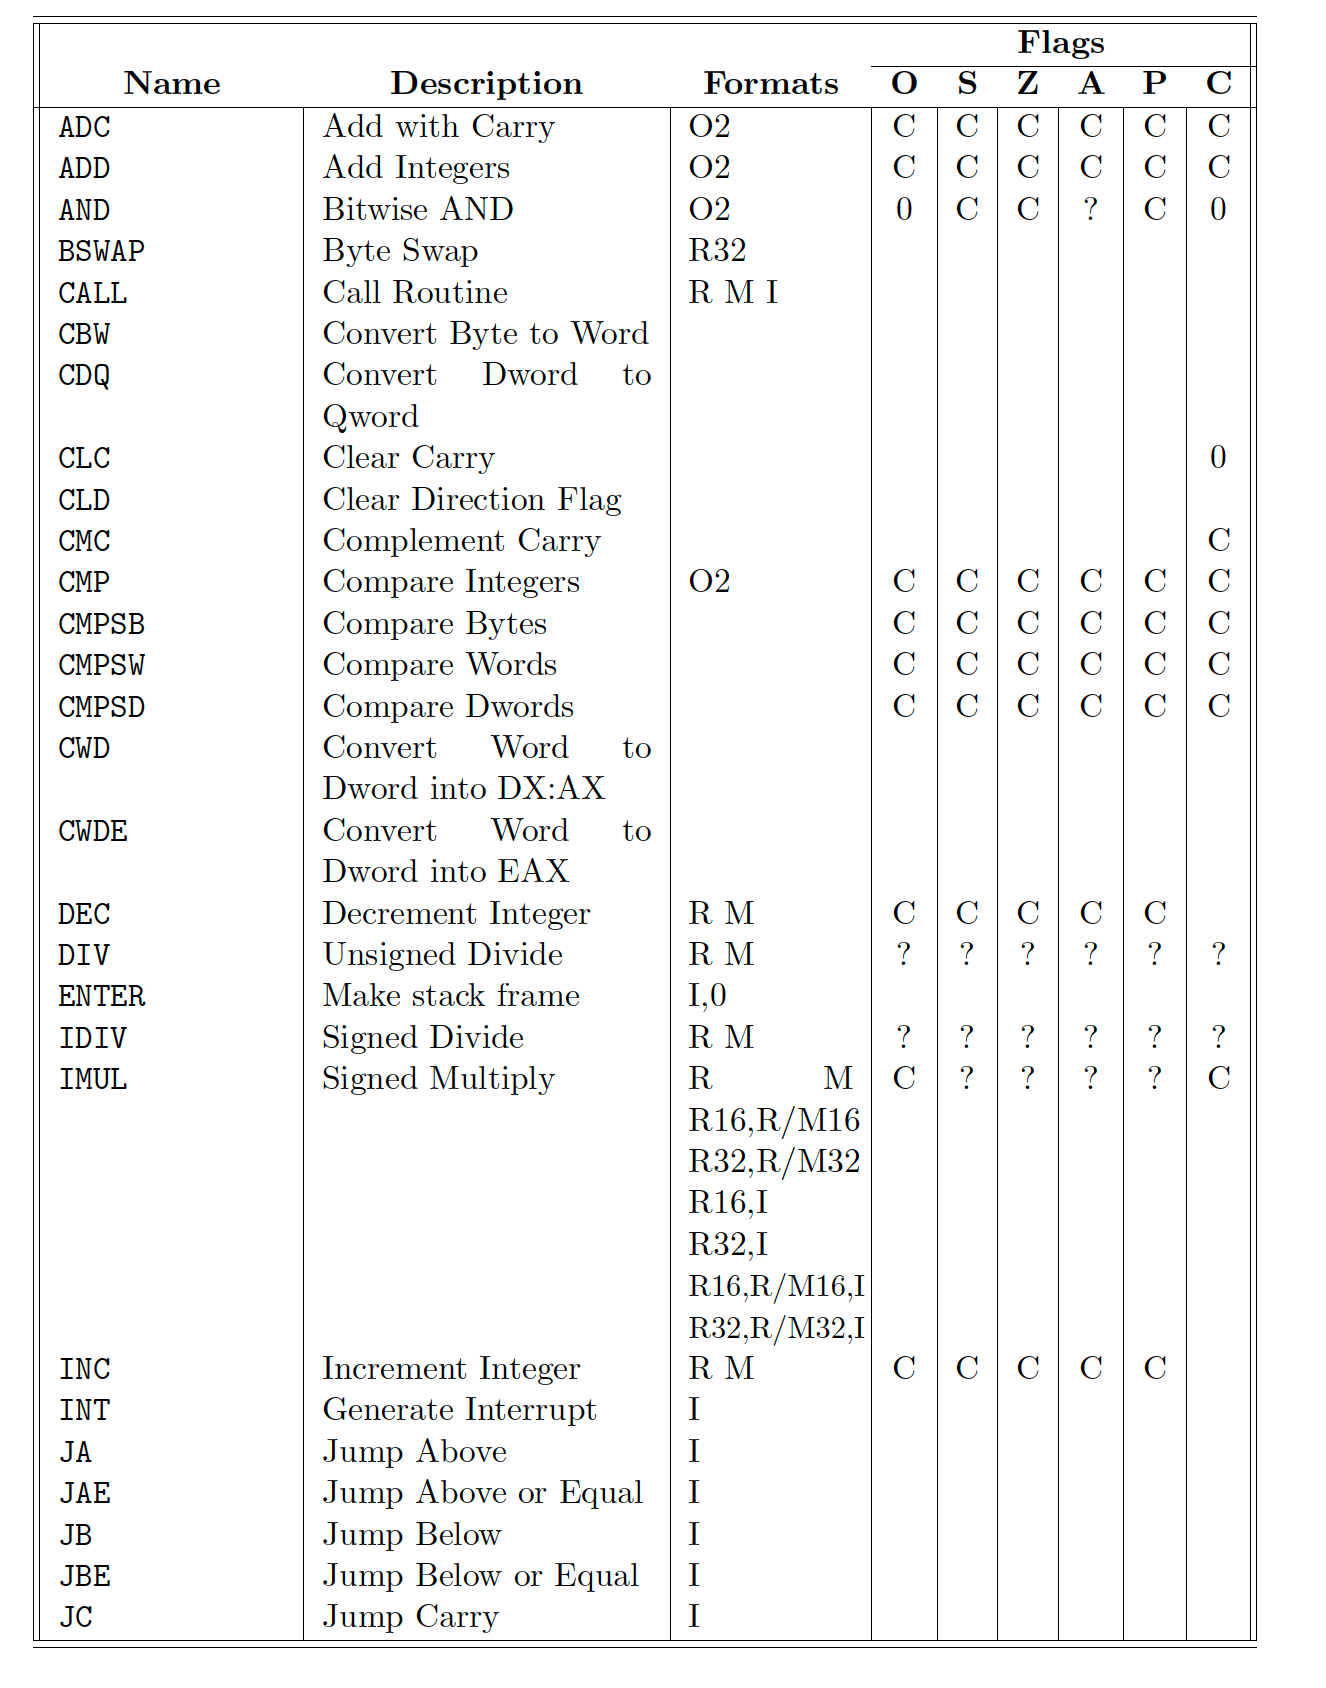 Flags
Name Description Formats O S Z A P C
ADC Add with Carry O2 C C C C C C
ADD Add Integers O2 C C C C C C
AND Bitwise AND O2 0 C C ? C 0
BSWAP Byte Swap R32
CALL Call Routine R M I
CBW Convert Byte to Word
CDQ Convert Dword to
Qword
CLC Clear Carry 0
CLD Clear Direction Flag
CMC Complement Carry C
CMP Compare Integers O2 C C C C C C
CMPSB Compare Bytes C C C C C C
CMPSW Compare Words C C C C C C
CMPSD Compare Dwords C C C C C C
CWD Convert Word to
Dword into DX:AX
CWDE Convert Word to
Dword into EAX
DEC Decrement Integer R M C C C C C
DIV Unsigned Divide R M ? ? ? ? ? ?
ENTER Make stack frame I,0
IDIV Signed Divide R M ? ? ? ? ? ?
IMUL Signed Multiply R M C ? ? ? ? C
R16,R/M16
R32,R/M32
R16,I
R32,I
R16,R/M16,I
R32,R/M32,I
INC Increment Integer R M C C C C C
INT Generate Interrupt I
JA Jump Above I
JAE Jump Above or Equal I
JB Jump Below I
JBE Jump Below or Equal I
JC Jump Carry I